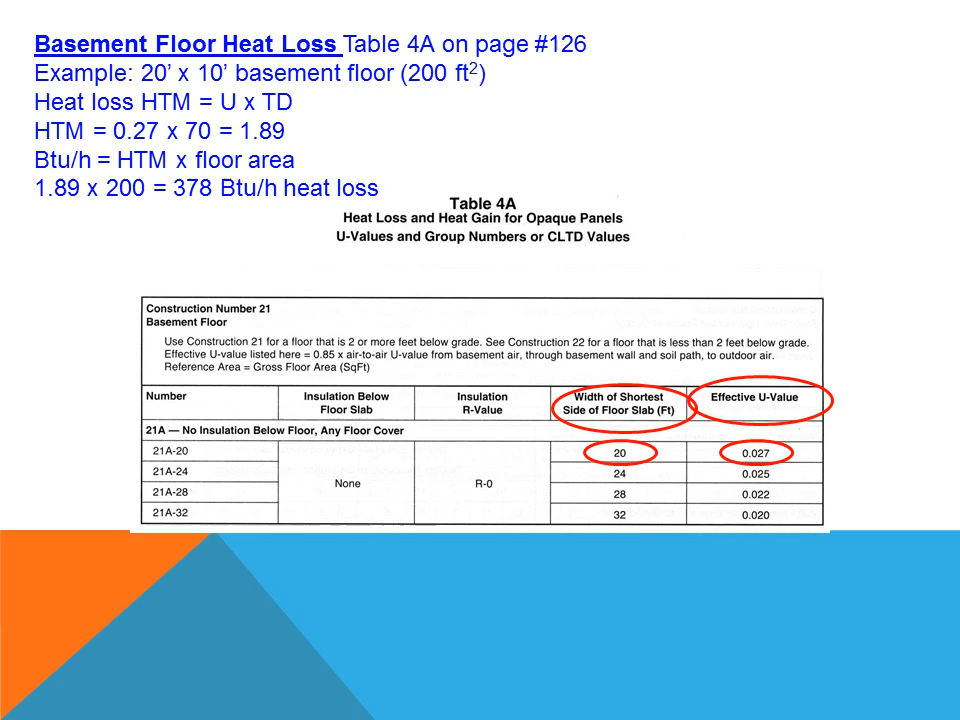 Basement Floor Heat Loss Table 4A on page #126
Example: 20’ x 10’ basement floor (200 ft²)
Heat loss HTM = U x TD
HTM = 0.27 x 70 = 1.89
Btu/h = HTM x floor area
1.89 x 200 = 378 Btu/h heat loss
Table 4A
Heat Loss and Heat Gain for Opaque Panels
U-Values and Group Numbers or CLTD Values
Construction Number 21
Basement Floor
Use Construction 21 for a floor that is 2 or more feet below grade. See Construction 22 for a floor that is less than 2 feet below grade.
Effective U-value listed here = 0.85 x air-to-air U-value from basement air, through basement wall and soil path, to outdoor air.
Reference Area = Gross Floor Area (SqFt)
Number Insulation Below Insulation Width of Shortest Effective U-Value
Floor Slab R-Value Side of Floor Slab (Ft)
21A — No Insulation Below Floor, Any Floor Cover
21A-20 20 0.027
21A-24 24 0.025
None R-0
21A-28 28 0.022
21A-32 32 0.020